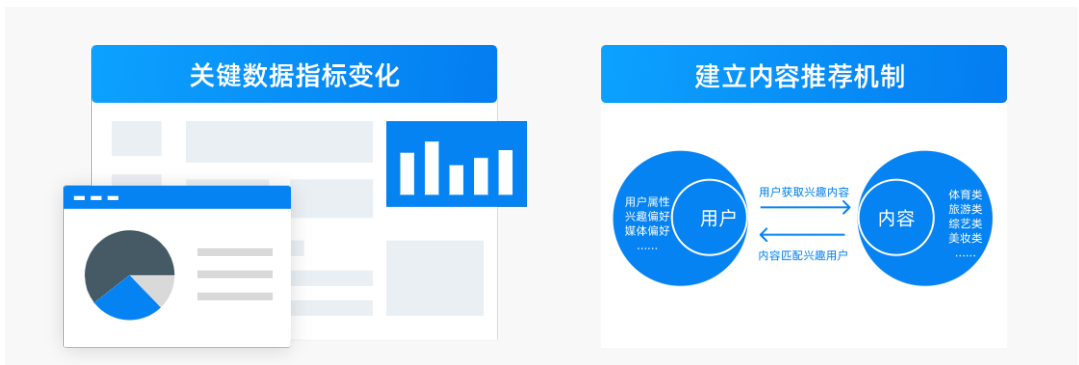 关键数据指标变化
建立内容推荐机制
用户属性
兴趣偏好
媒体偏好
……
用户
用户获取兴趣内容
内容匹配兴趣用户
内容
体育类
旅游类
综艺类
美妆类
……